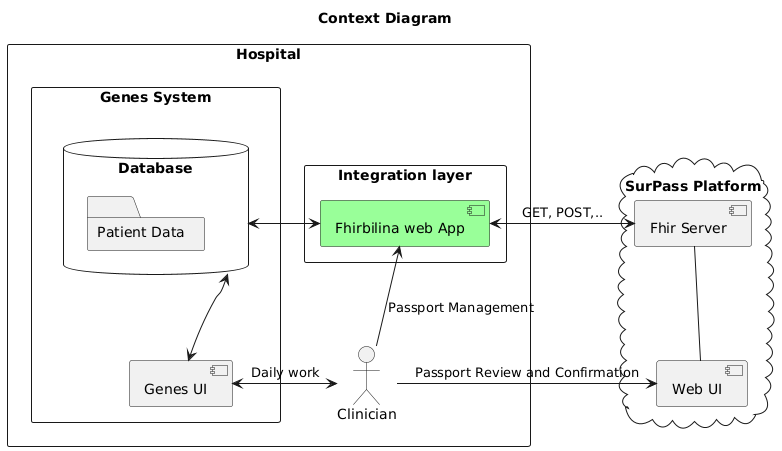 Context Diagram
Hospital
Genes System
Database
Patient Data
Integration layer
Fhirbilina web App
GET, POST,..
SurPass Platform
Fhir Server
Passport Management
Genes UI
Daily work
Clinician
Passport Review and Confirmation
Web UI